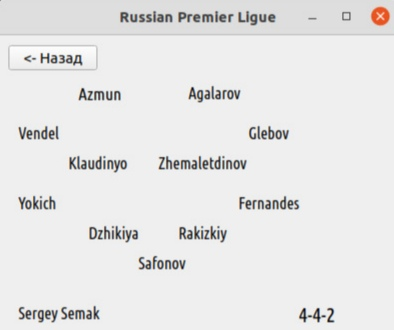 Russian Premier Ligue
<- Назад
Azmun Agalarov
Vendel Glebov
Klaudinyo Zhemaletdinov
Yokich Fernandes
Dzhikiya Rakizkiy
Safonov
Sergey Semak 4-4-2